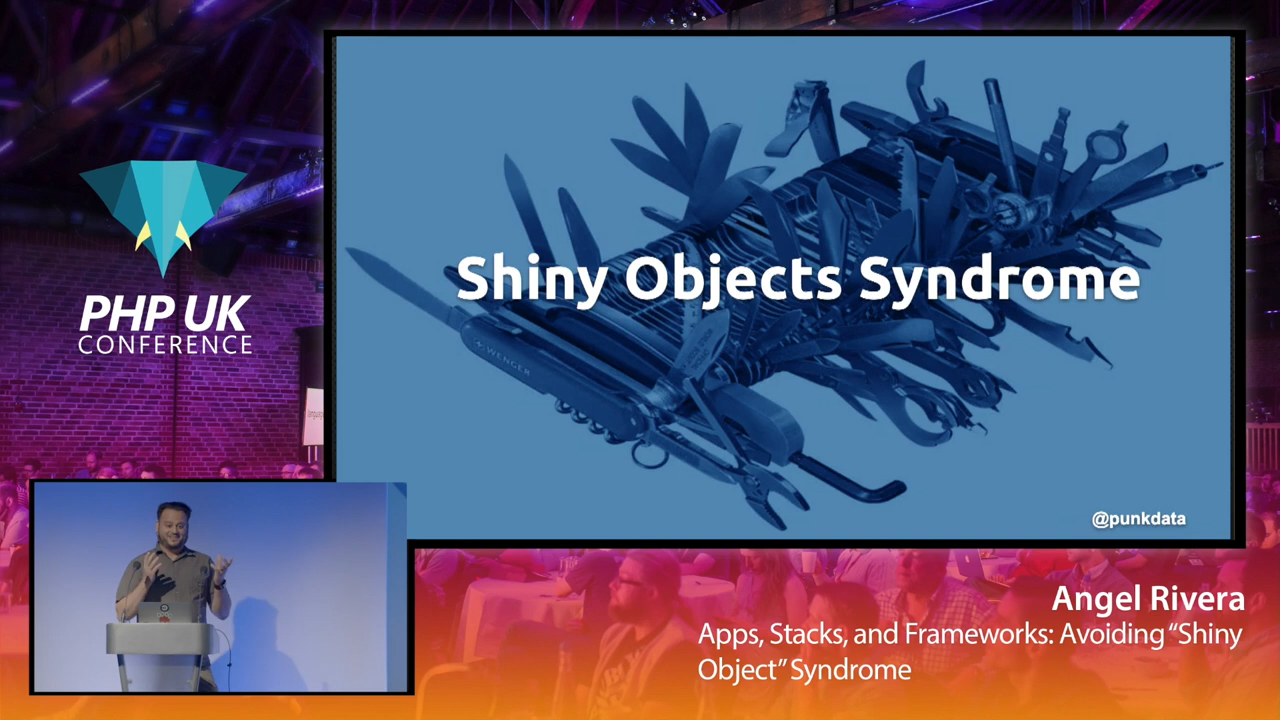 Shiny Objects Syndrome
WENGER
@punkdata
PHP UK
CONFERENCE
Angel Rivera
Apps, Stacks, and Frameworks: Avoiding “Shiny
Object” Syndrome